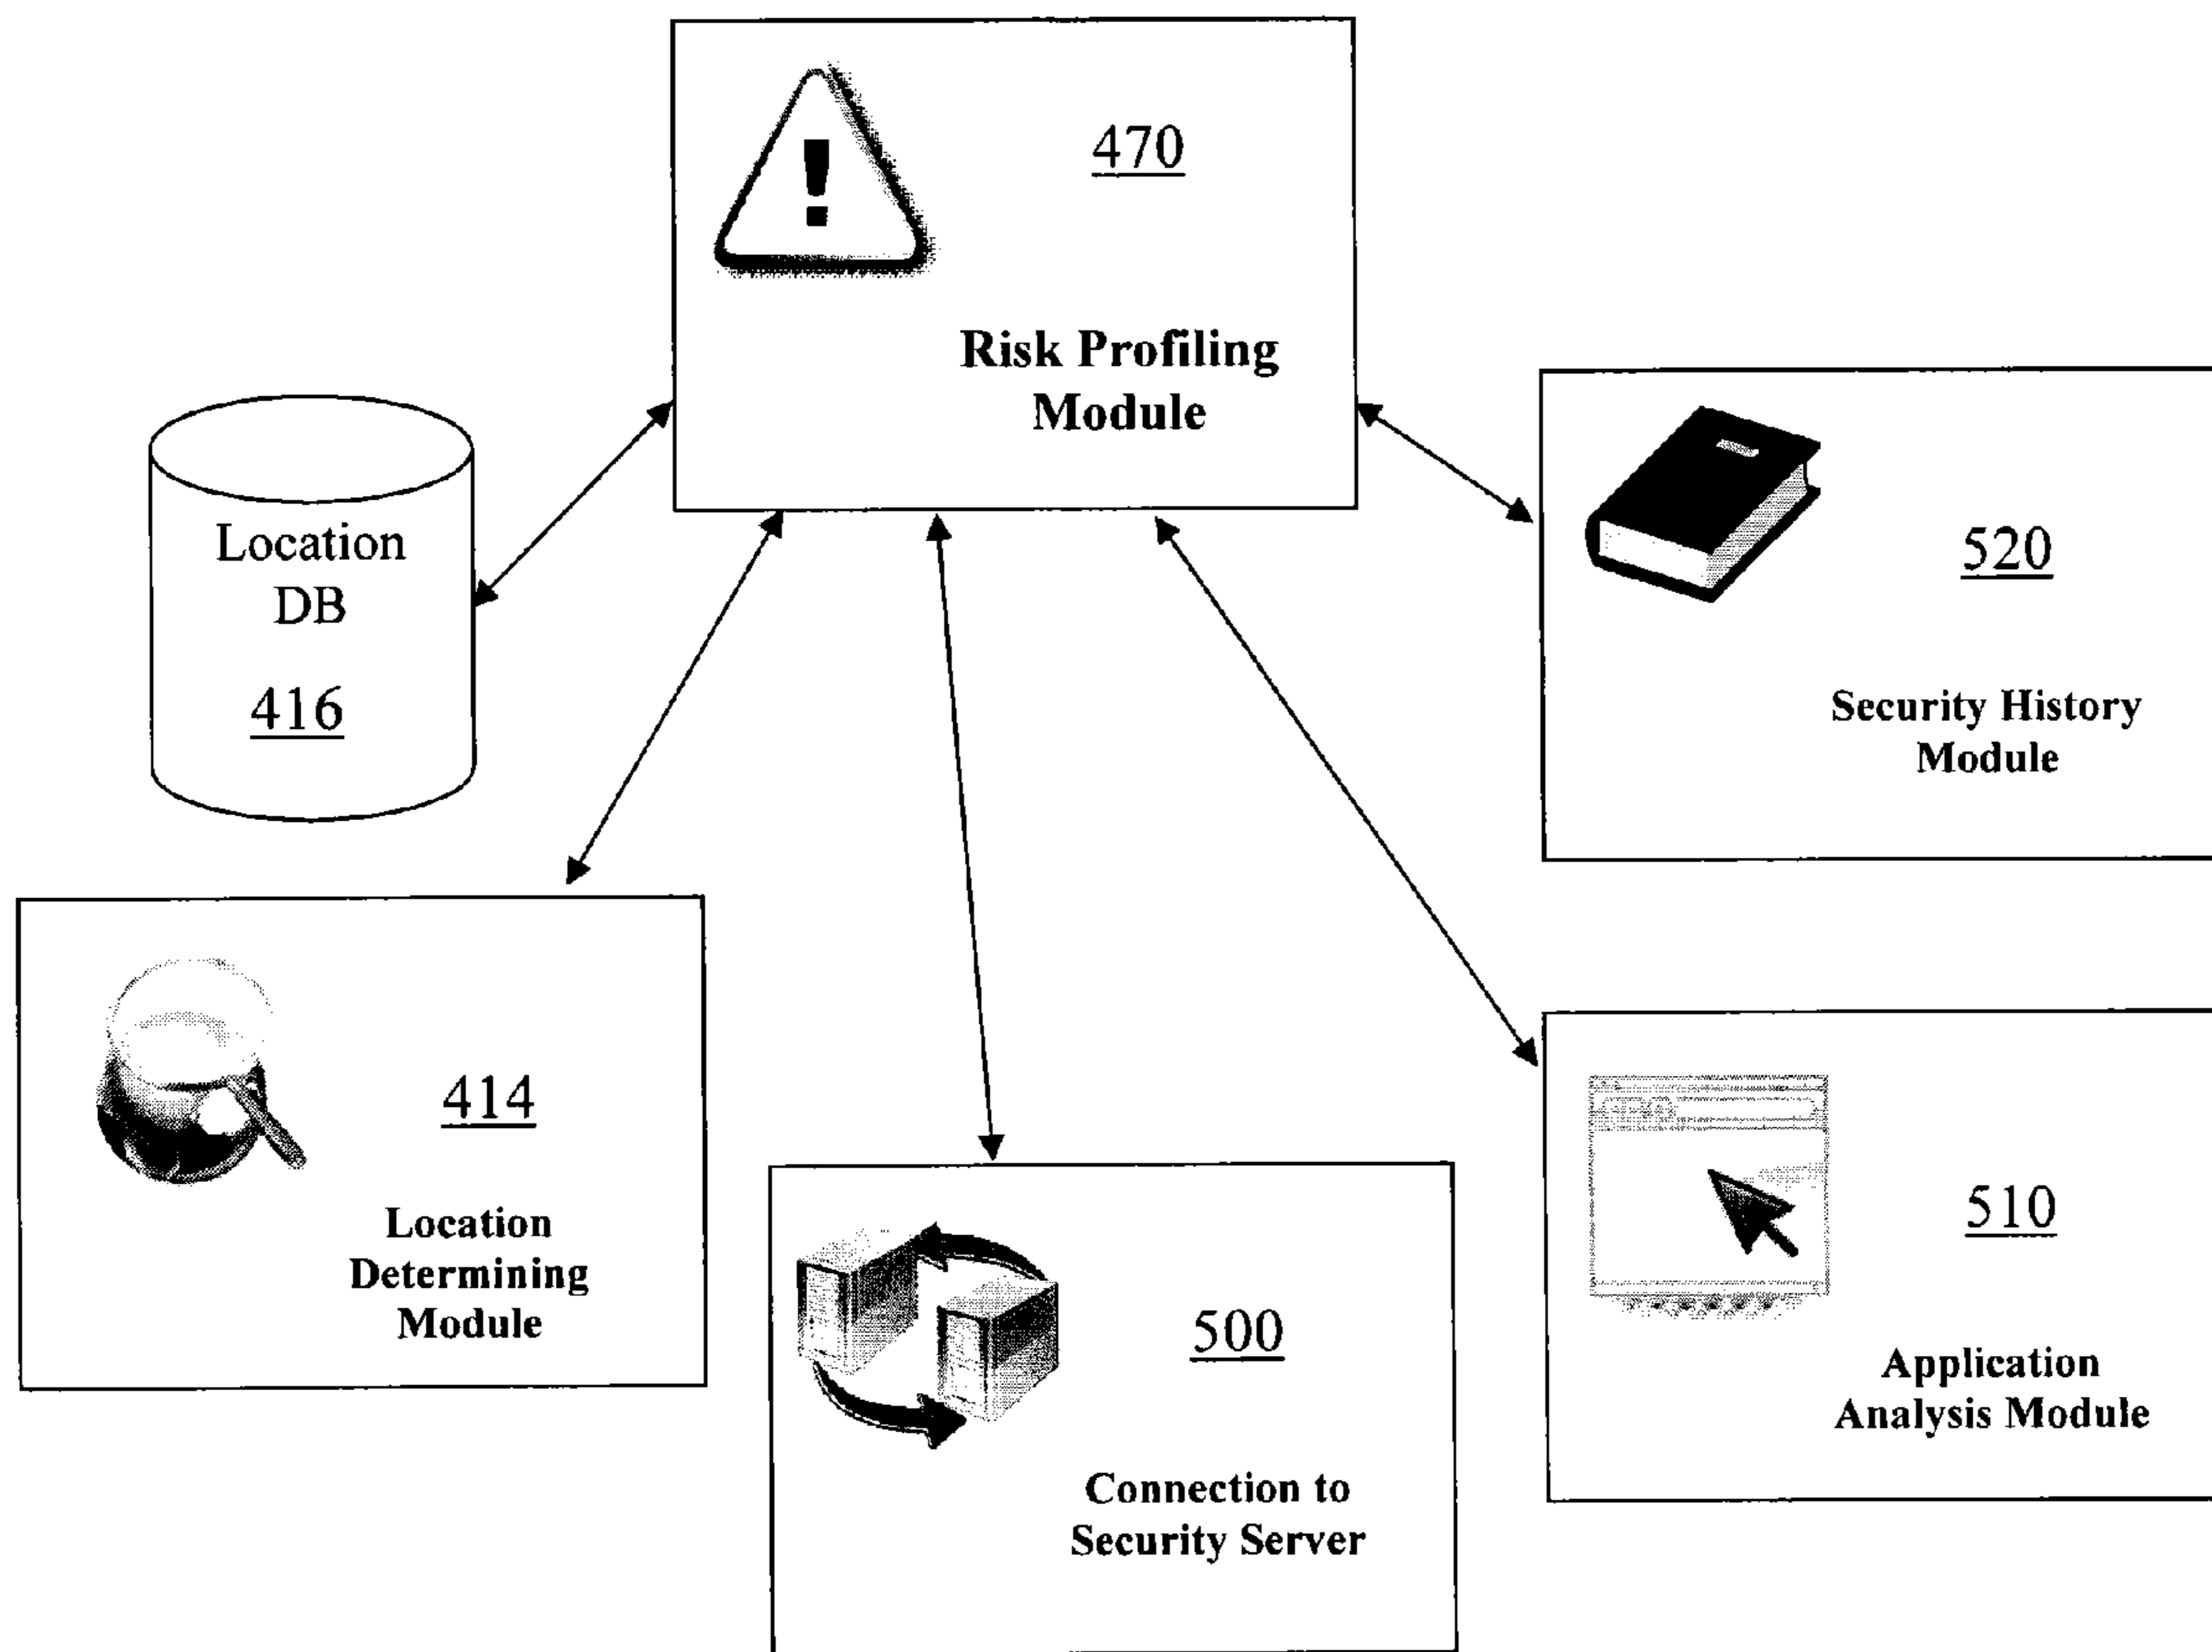 470
Risk Profiling
Module
Location
DB
416
520
Security History
Module
414
Location
Determining
Module
500
Connection to
Security Server
510
Application
Analysis Module